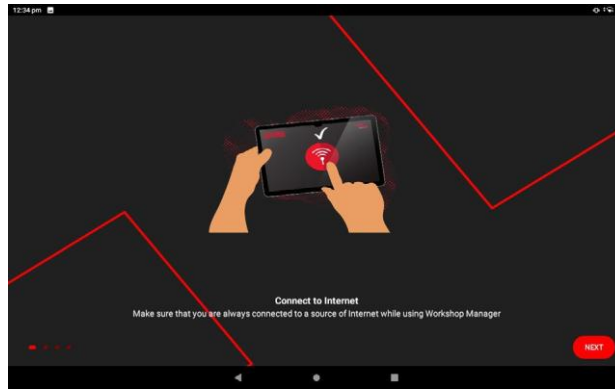 12:34 pm
Connect to Internet
Make sure that you are always connected to a source of Internet while using Workshop Manager
NEXT